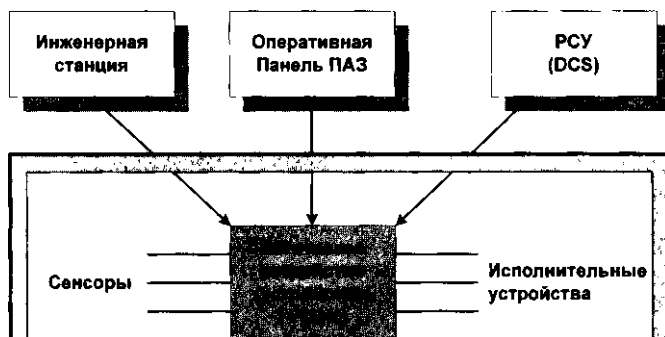 Инженерная
станция
Оперативная
Панель ПАЗ
РСУ
(DCS)
Сенсоры
Исполнительные
устройства